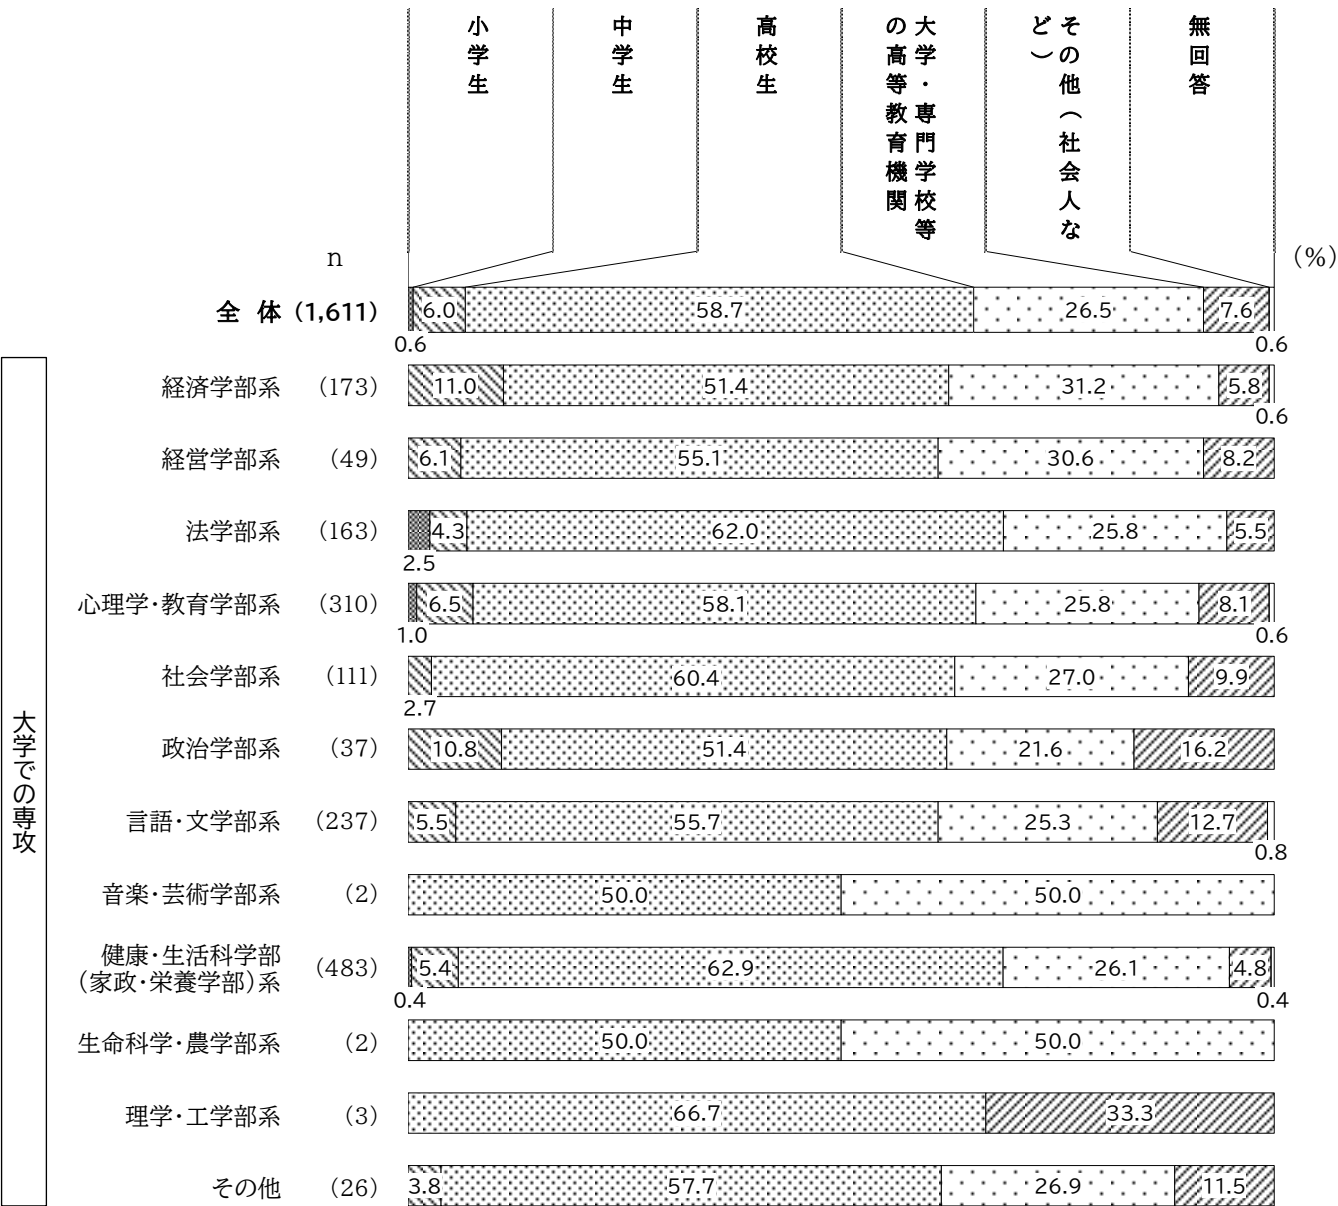 小学生
中学生
高校生
大学・専門学校等
の高等教育機関
その他（社会人な
ど）
無回答
n
(%)
全 体 (1,611)
6.0 58.7 26.5 7.6
0.6 0.6
大学での専攻
経済学部系 (173) 11.0 51.4 31.2 5.8
0.6
経営学部系 (49) 6.1 55.1 30.6 8.2
法学部系 (163) 4.3 62.0 25.8 5.5
2.5
心理学・教育学部系 (310) 6.5 58.1 25.8 8.1
1.0 0.6
社会学部系 (111) 60.4 27.0 9.9
2.7
政治学部系 (37) 10.8 51.4 21.6 16.2
言語・文学部系 (237) 5.5 55.7 25.3 12.7
0.8
音楽・芸術学部系 (2) 50.0 50.0
健康・生活科学部
(家政・栄養学部)系 (483) 5.4 62.9 26.1 4.8
0.4 0.4
生命科学・農学部系 (2) 50.0 50.0
理学・工学部系 (3) 66.7 33.3
その他 (26) 3.8 57.7 26.9 11.5